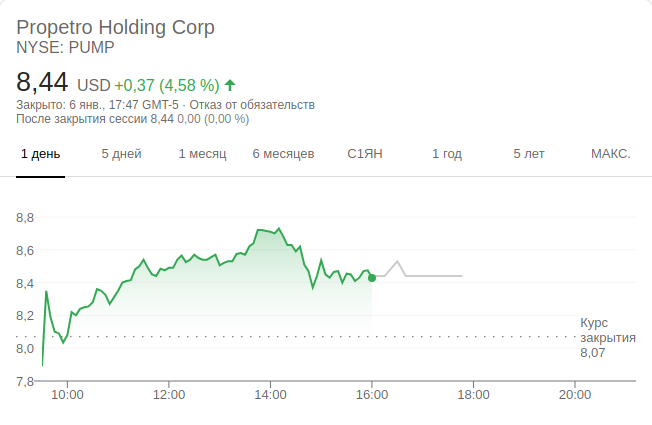 Propetro Holding Corp
NYSE: PUMP
8,44 USD +0,37 (4,58 %)
Закрыто: 6 янв., 17:47 GMT-5 · Отказ от обязательств
После закрытия сессии 8,44 0,00 (0,00 %)
1 день 5 дней 1 месяц 6 месяцев С1ЯН 1 год 5 лет МАКС.
8,8
8,6
8,4
8,2
8,0
7,8
Курс
закрытия
8,07
10:00 12:00 14:00 16:00 18:00 20:00